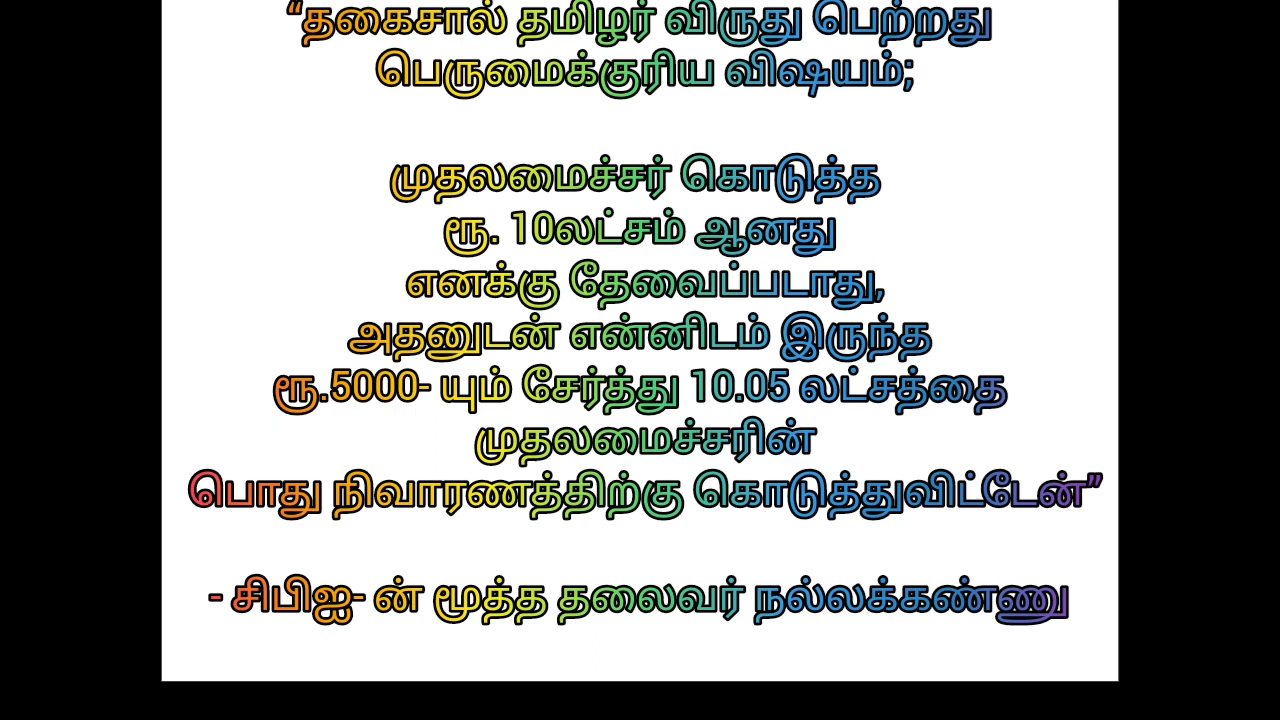 “தகைசால் தமிழர் விருது பெற்றது
பெருமைக்குரிய விஷயம்;
முதலமைச்சர் கொடுத்த
ரூ. 10லட்சம் ஆனது
எனக்கு தேவைப்படாது,
அதனுடன் என்னிடம் இருந்த
ரூ.5000- யும் சேர்த்து 10.05 லட்சத்தை
முதலமைச்சரின்
பொது நிவாரணத்திற்கு கொடுத்துவிட்டேன்”
- சிபிஐ- ன் மூத்த தலைவர் நல்லக்கண்ணு